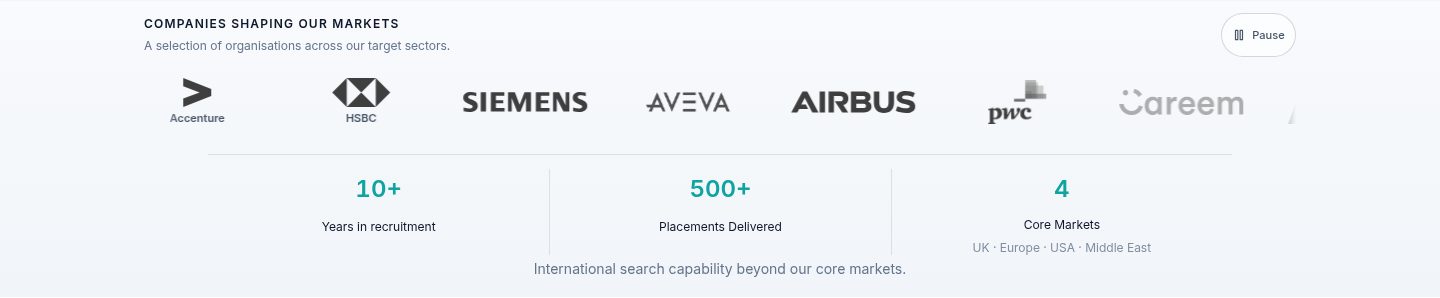 COMPANIES SHAPING OUR MARKETS
A selection of organisations across our target sectors.
Pause
Accenture
HSBC
SIEMENS
AVEVA
AIRBUS
pwc
Careem
10+
Years in recruitment
500+
Placements Delivered
4
Core Markets
UK · Europe · USA · Middle East
International search capability beyond our core markets.